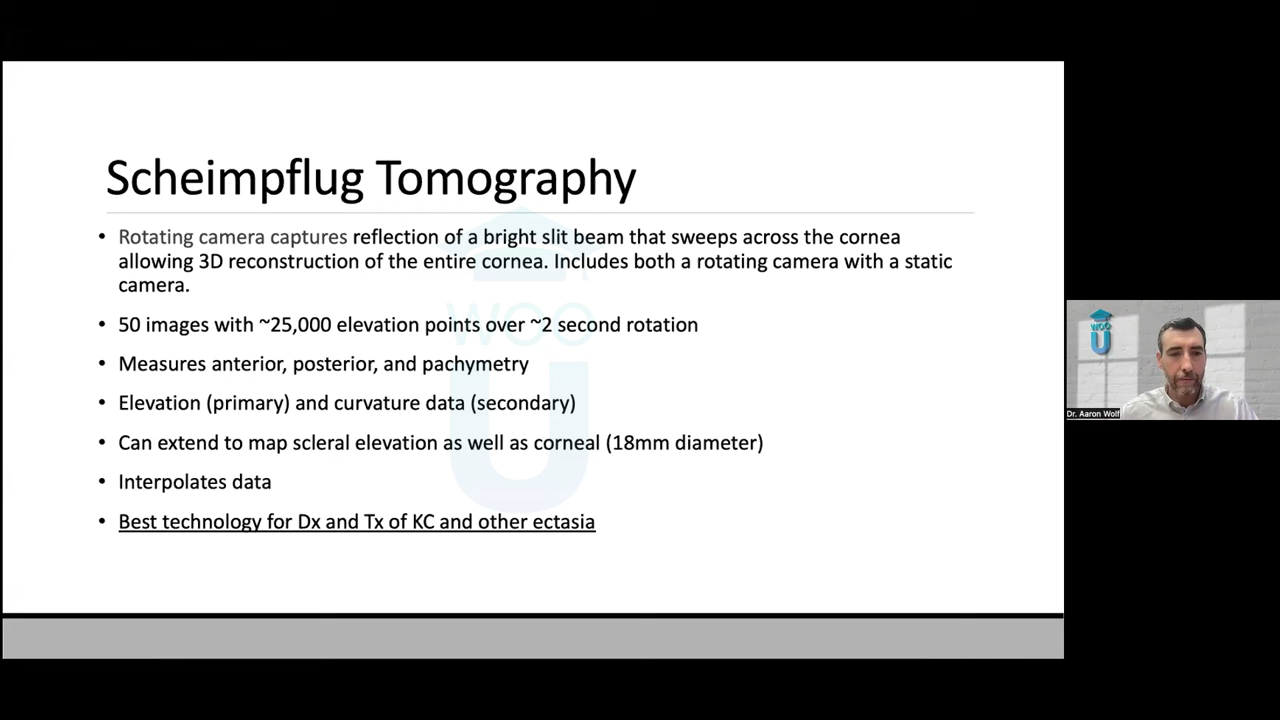 Scheimpflug Tomography
• Rotating camera captures reflection of a bright slit beam that sweeps across the cornea
allowing 3D reconstruction of the entire cornea. Includes both a rotating camera with a static
camera.
• 50 images with ~25,000 elevation points over ~2 second rotation
• Measures anterior, posterior, and pachymetry
• Elevation (primary) and curvature data (secondary)
• Can extend to map scleral elevation as well as corneal (18mm diameter)
• Interpolates data
• Best technology for Dx and Tx of KC and other ectasia
WOO
U
WOO
U
Dr. Aaron Wolf